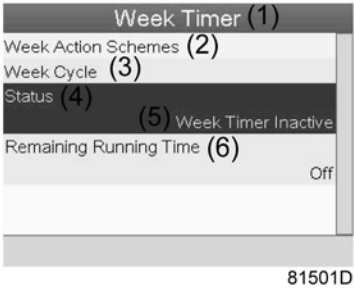 Week Timer (1)
Week Action Schemes (2)
Week Cycle (3)
Status (4)
(5) Week Timer Inactive
Remaining Running Time (6)
Off
81501D